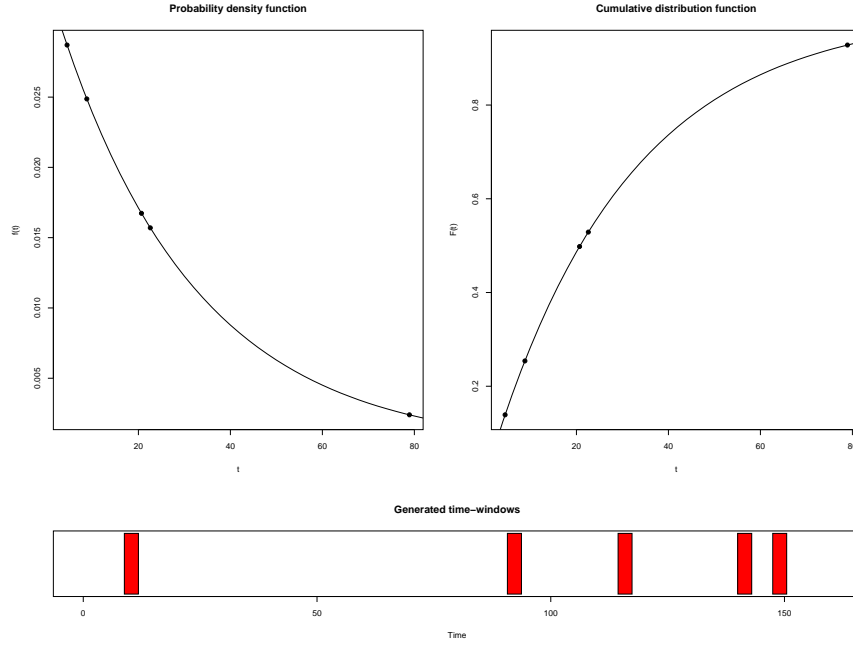 Probability density function
Cumulative distribution function
f(t)
0.005
0.010
0.015
0.020
0.025
20
40
60
80
t
F(t)
0.2
0.4
0.6
0.8
20
40
60
t
Generated time−windows
0
50
100
150
Time